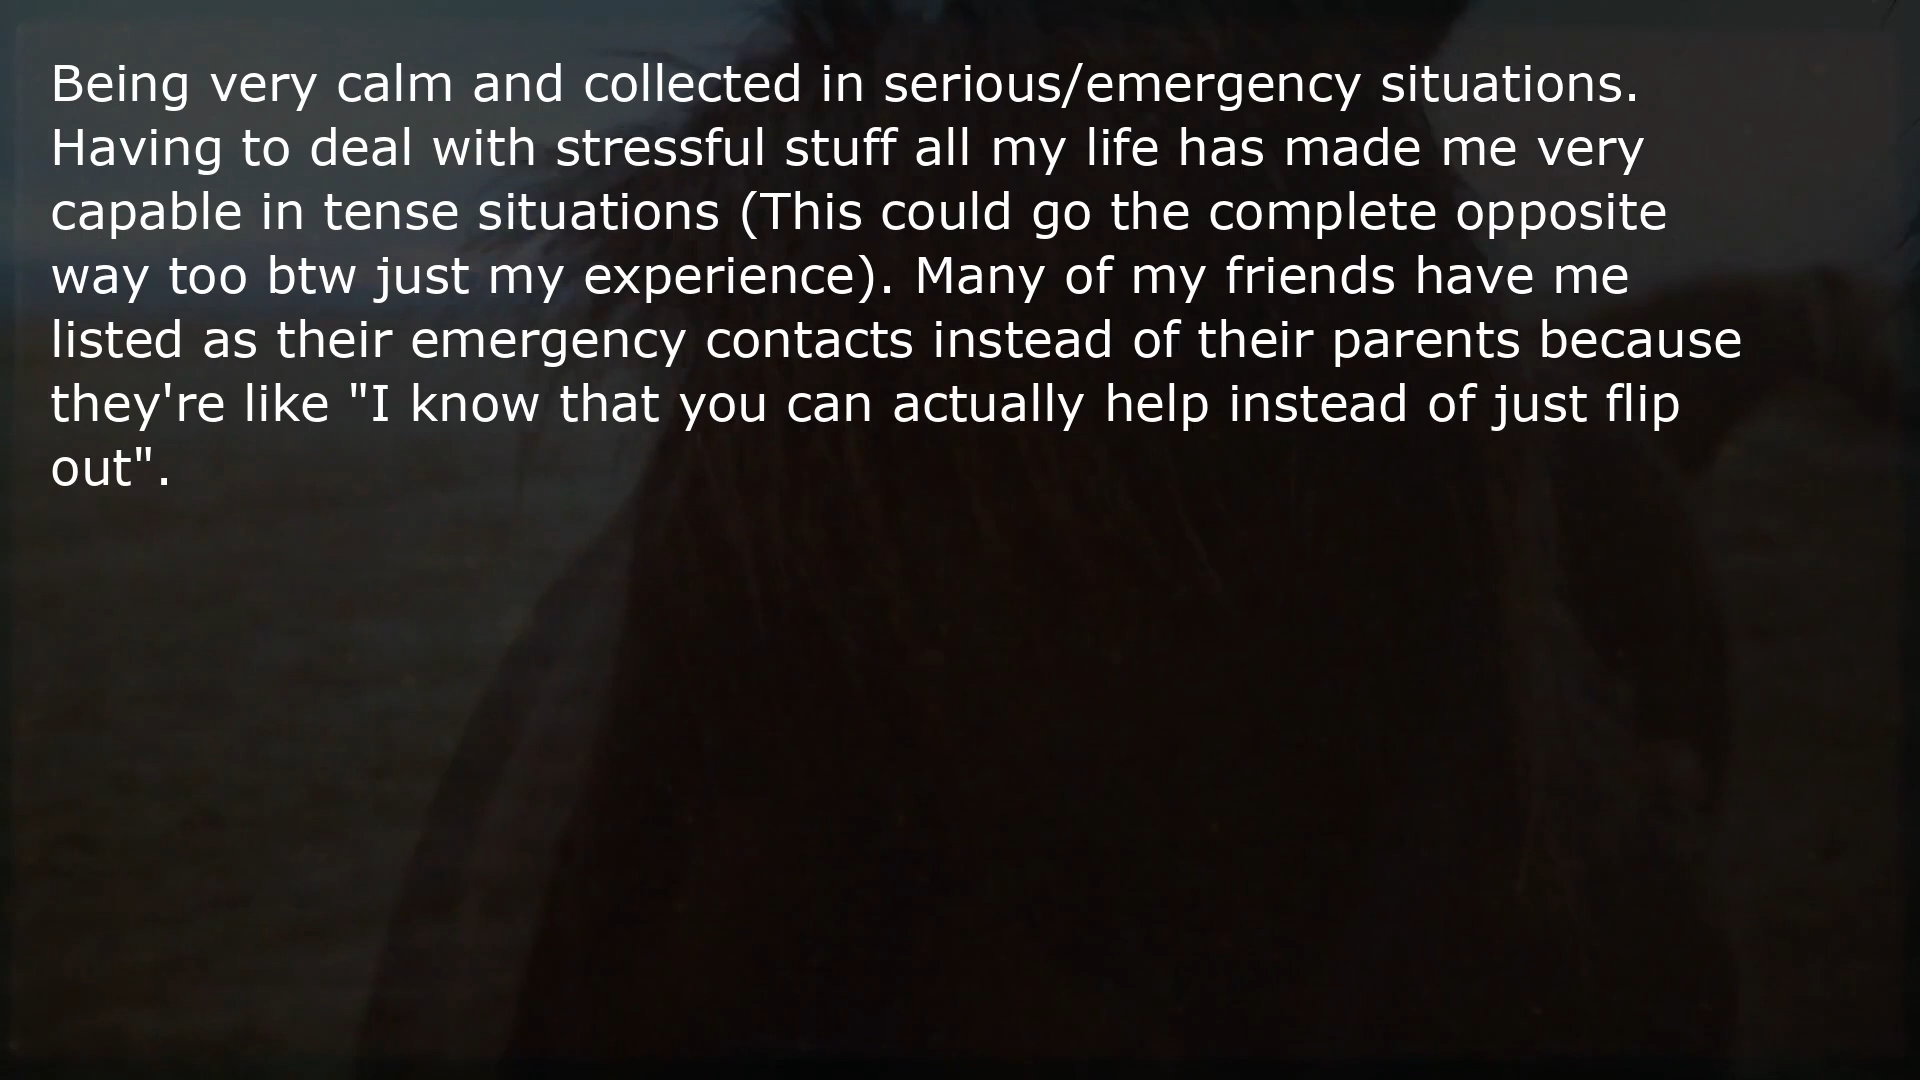 Being very calm and collected in serious/emergency situations.
Having to deal with stressful stuff all my life has made me very
capable in tense situations (This could go the complete opposite
way too btw just my experience). Many of my friends have me
listed as their emergency contacts instead of their parents because
they're like "I know that you can actually help instead of just flip
out".